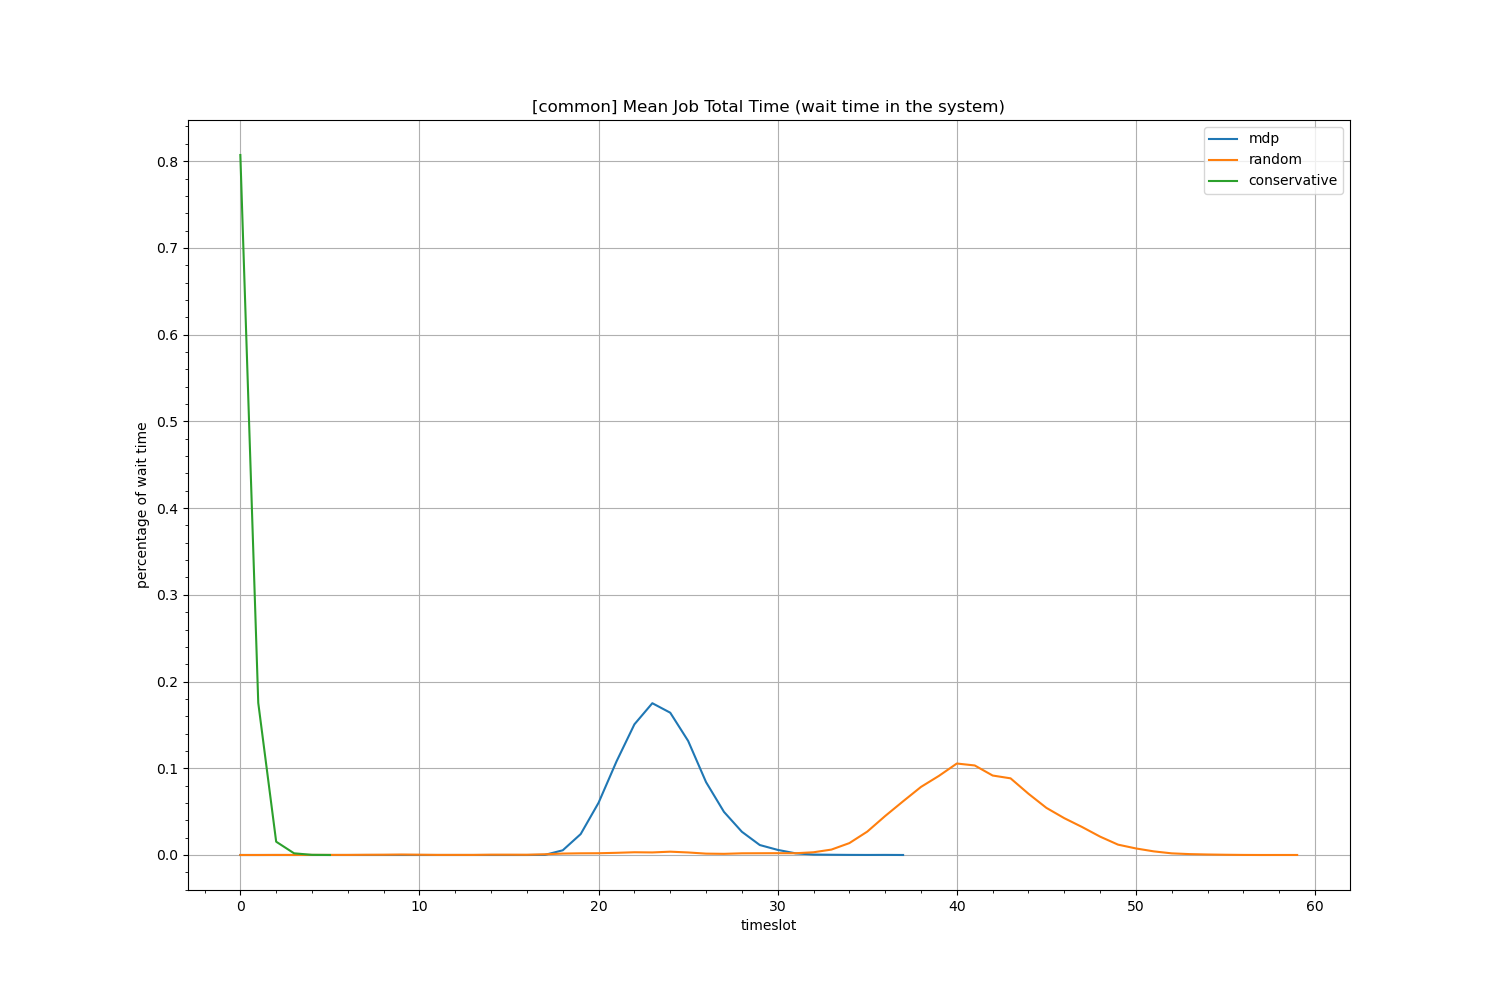 [common] Mean Job Total Time (wait time in the system)
mdp
random
conservative
percentage of wait time
0.8
0.7
0.6
0.5
0.4
0.3
0.2
0.1
0.0
0 10 20 30 40 50 60
timeslot